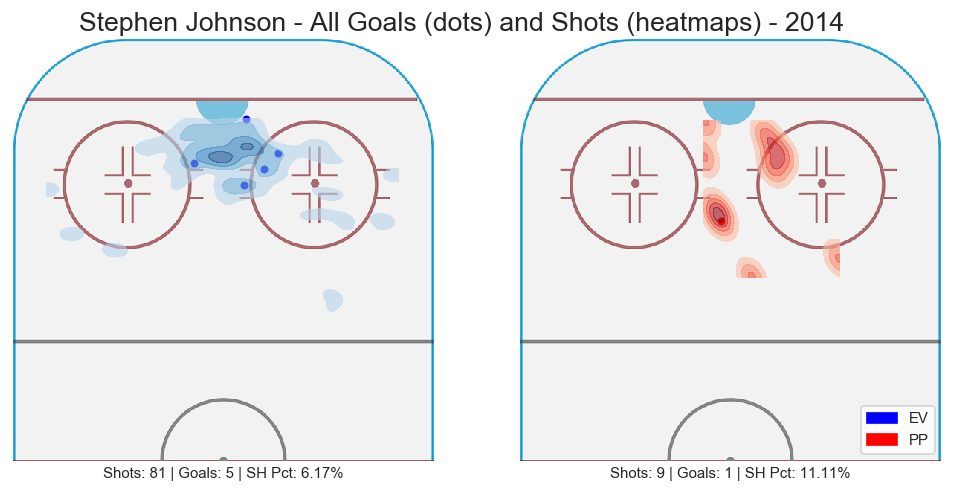 Stephen Johnson - All Goals (dots) and Shots (heatmaps) - 2014
EV
PP
Shots: 81 | Goals: 5 | SH Pct: 6.17%
Shots: 9 | Goals: 1 | SH Pct: 11.11%